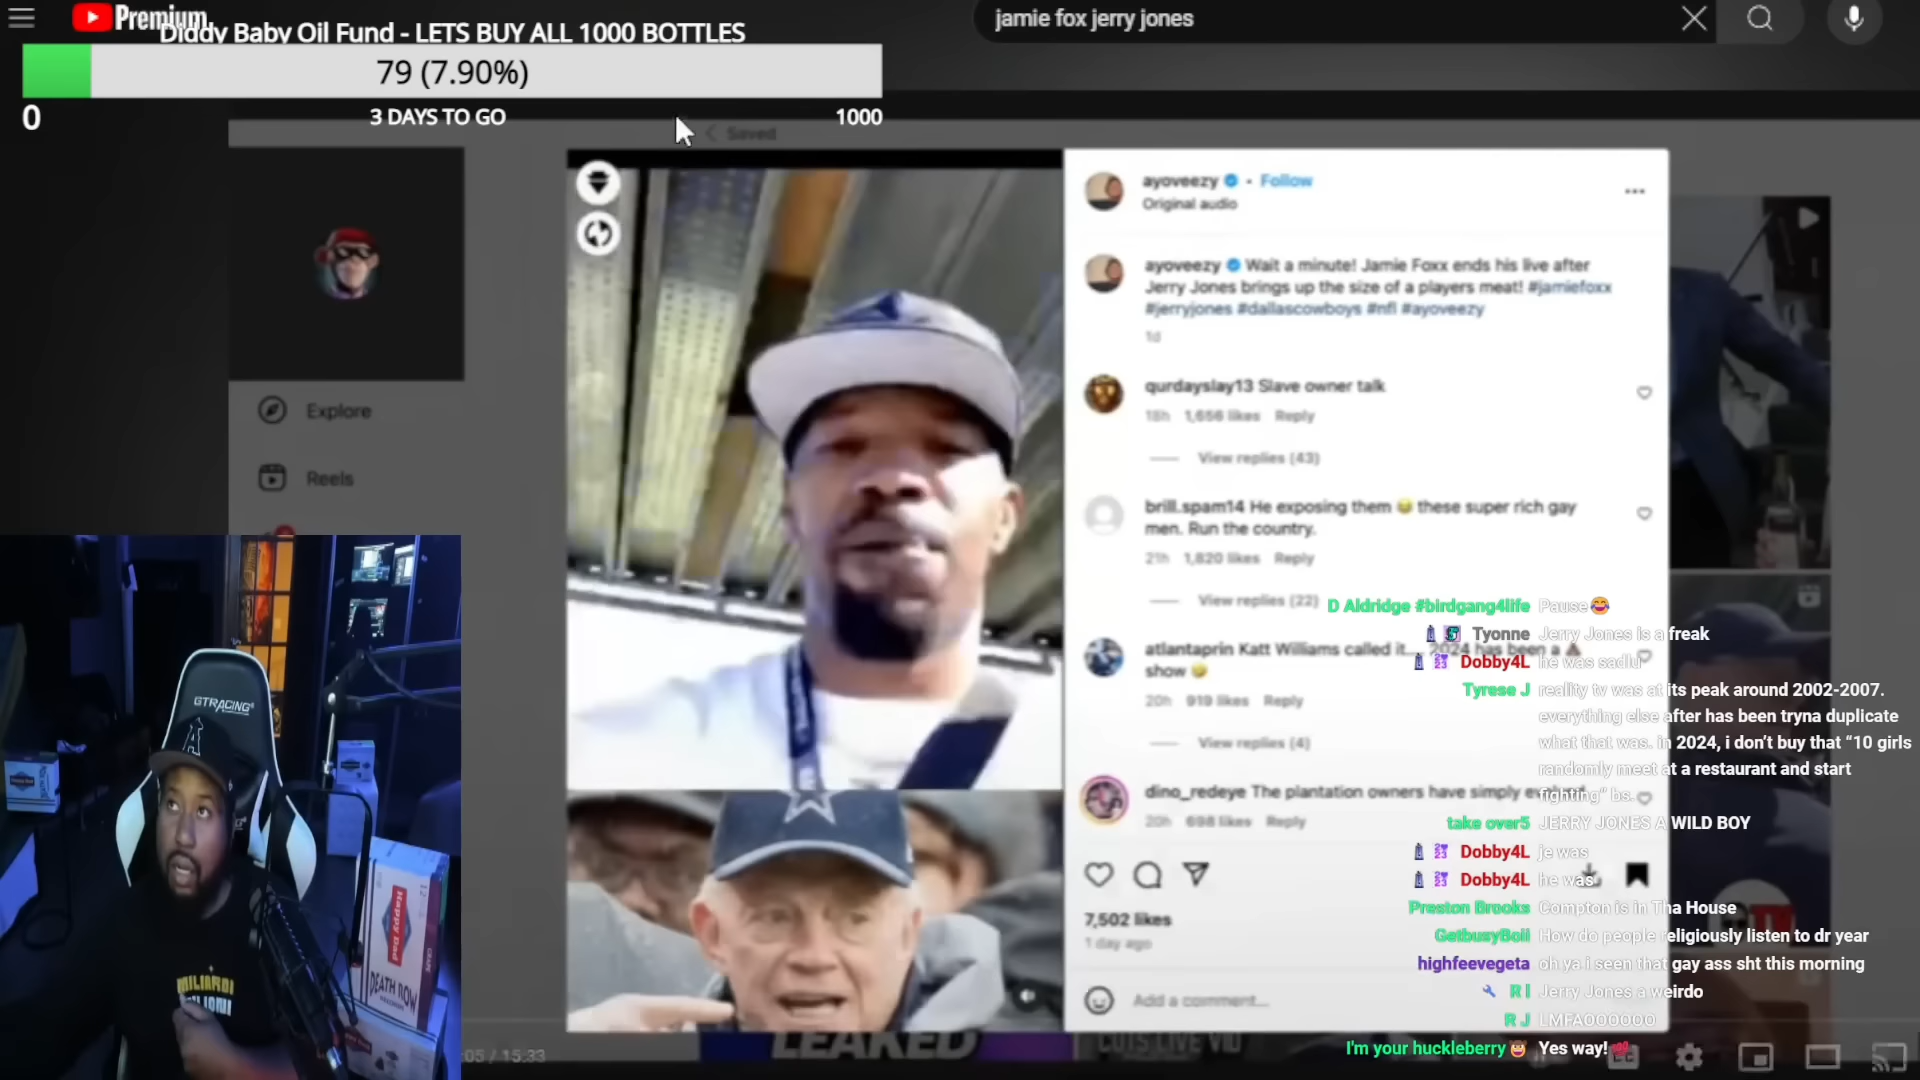 Premium
Diddy Baby Oil Fund - LETS BUY ALL 1000 BOTTLES
79 (7.90%)
0
3 DAYS TO GO
1000
jamie fox jerry jones
Saved
Explore
Reels
ayoveezy • Follow
Original audio
ayoveezy Wait a minute! Jamie Foxx ends his live after
Jerry Jones brings up the size of a players meat! #jamiefoxx
#jerryjones #dallascowboys #nfl #ayoveezy
1d
qurdayslay13 Slave owner talk
18h 1,656 likes Reply
View replies (43)
brill.spam14 He exposing them 😂 these super rich gay
men. Run the country.
21h 1,820 likes Reply
View replies (22)
atlantaprin Katt Williams called it.... 2024 has been a
show
20h 919 likes Reply
View replies (4)
dino_redeye The plantation owners have simply
20h 698 likes Reply
7,502 likes
1 day ago
Add a comment...
D Aldridge #birdgang4life Pause😂
Tyonne Jerry Jones is a freak
Dobby4L he was sadlu
Tyrese J reality tv was at its peak around 2002-2007.
everything else after has been tryna duplicate
what that was. in 2024, i don't buy that “10 girls
randomly meet at a restaurant and start
fighting” bs.
take over5 JERRY JONES A WILD BOY
Dobby4L je was
Dobby4L he was
Preston Brooks Compton is in Tha House
GetbusyBoii How do people religiously listen to dr year
highfeevegeta oh ya i seen that gay ass sht this morning
R I Jerry Jones a weirdo
R J LMFAOOOOOO
I'm your huckleberry Yes way!
GTRACING
A
Happy Dad
DEATH ROW
LEAKED
CUTS LIVE VID
:05 / 15:33